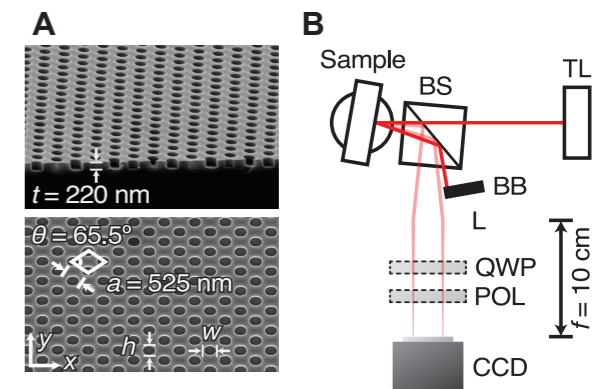 A
t = 220 nm
θ = 65.5°
a = 525 nm
h
w
y
x
B
Sample
BS
TL
BB
L
QWP
POL
f = 10 cm
CCD